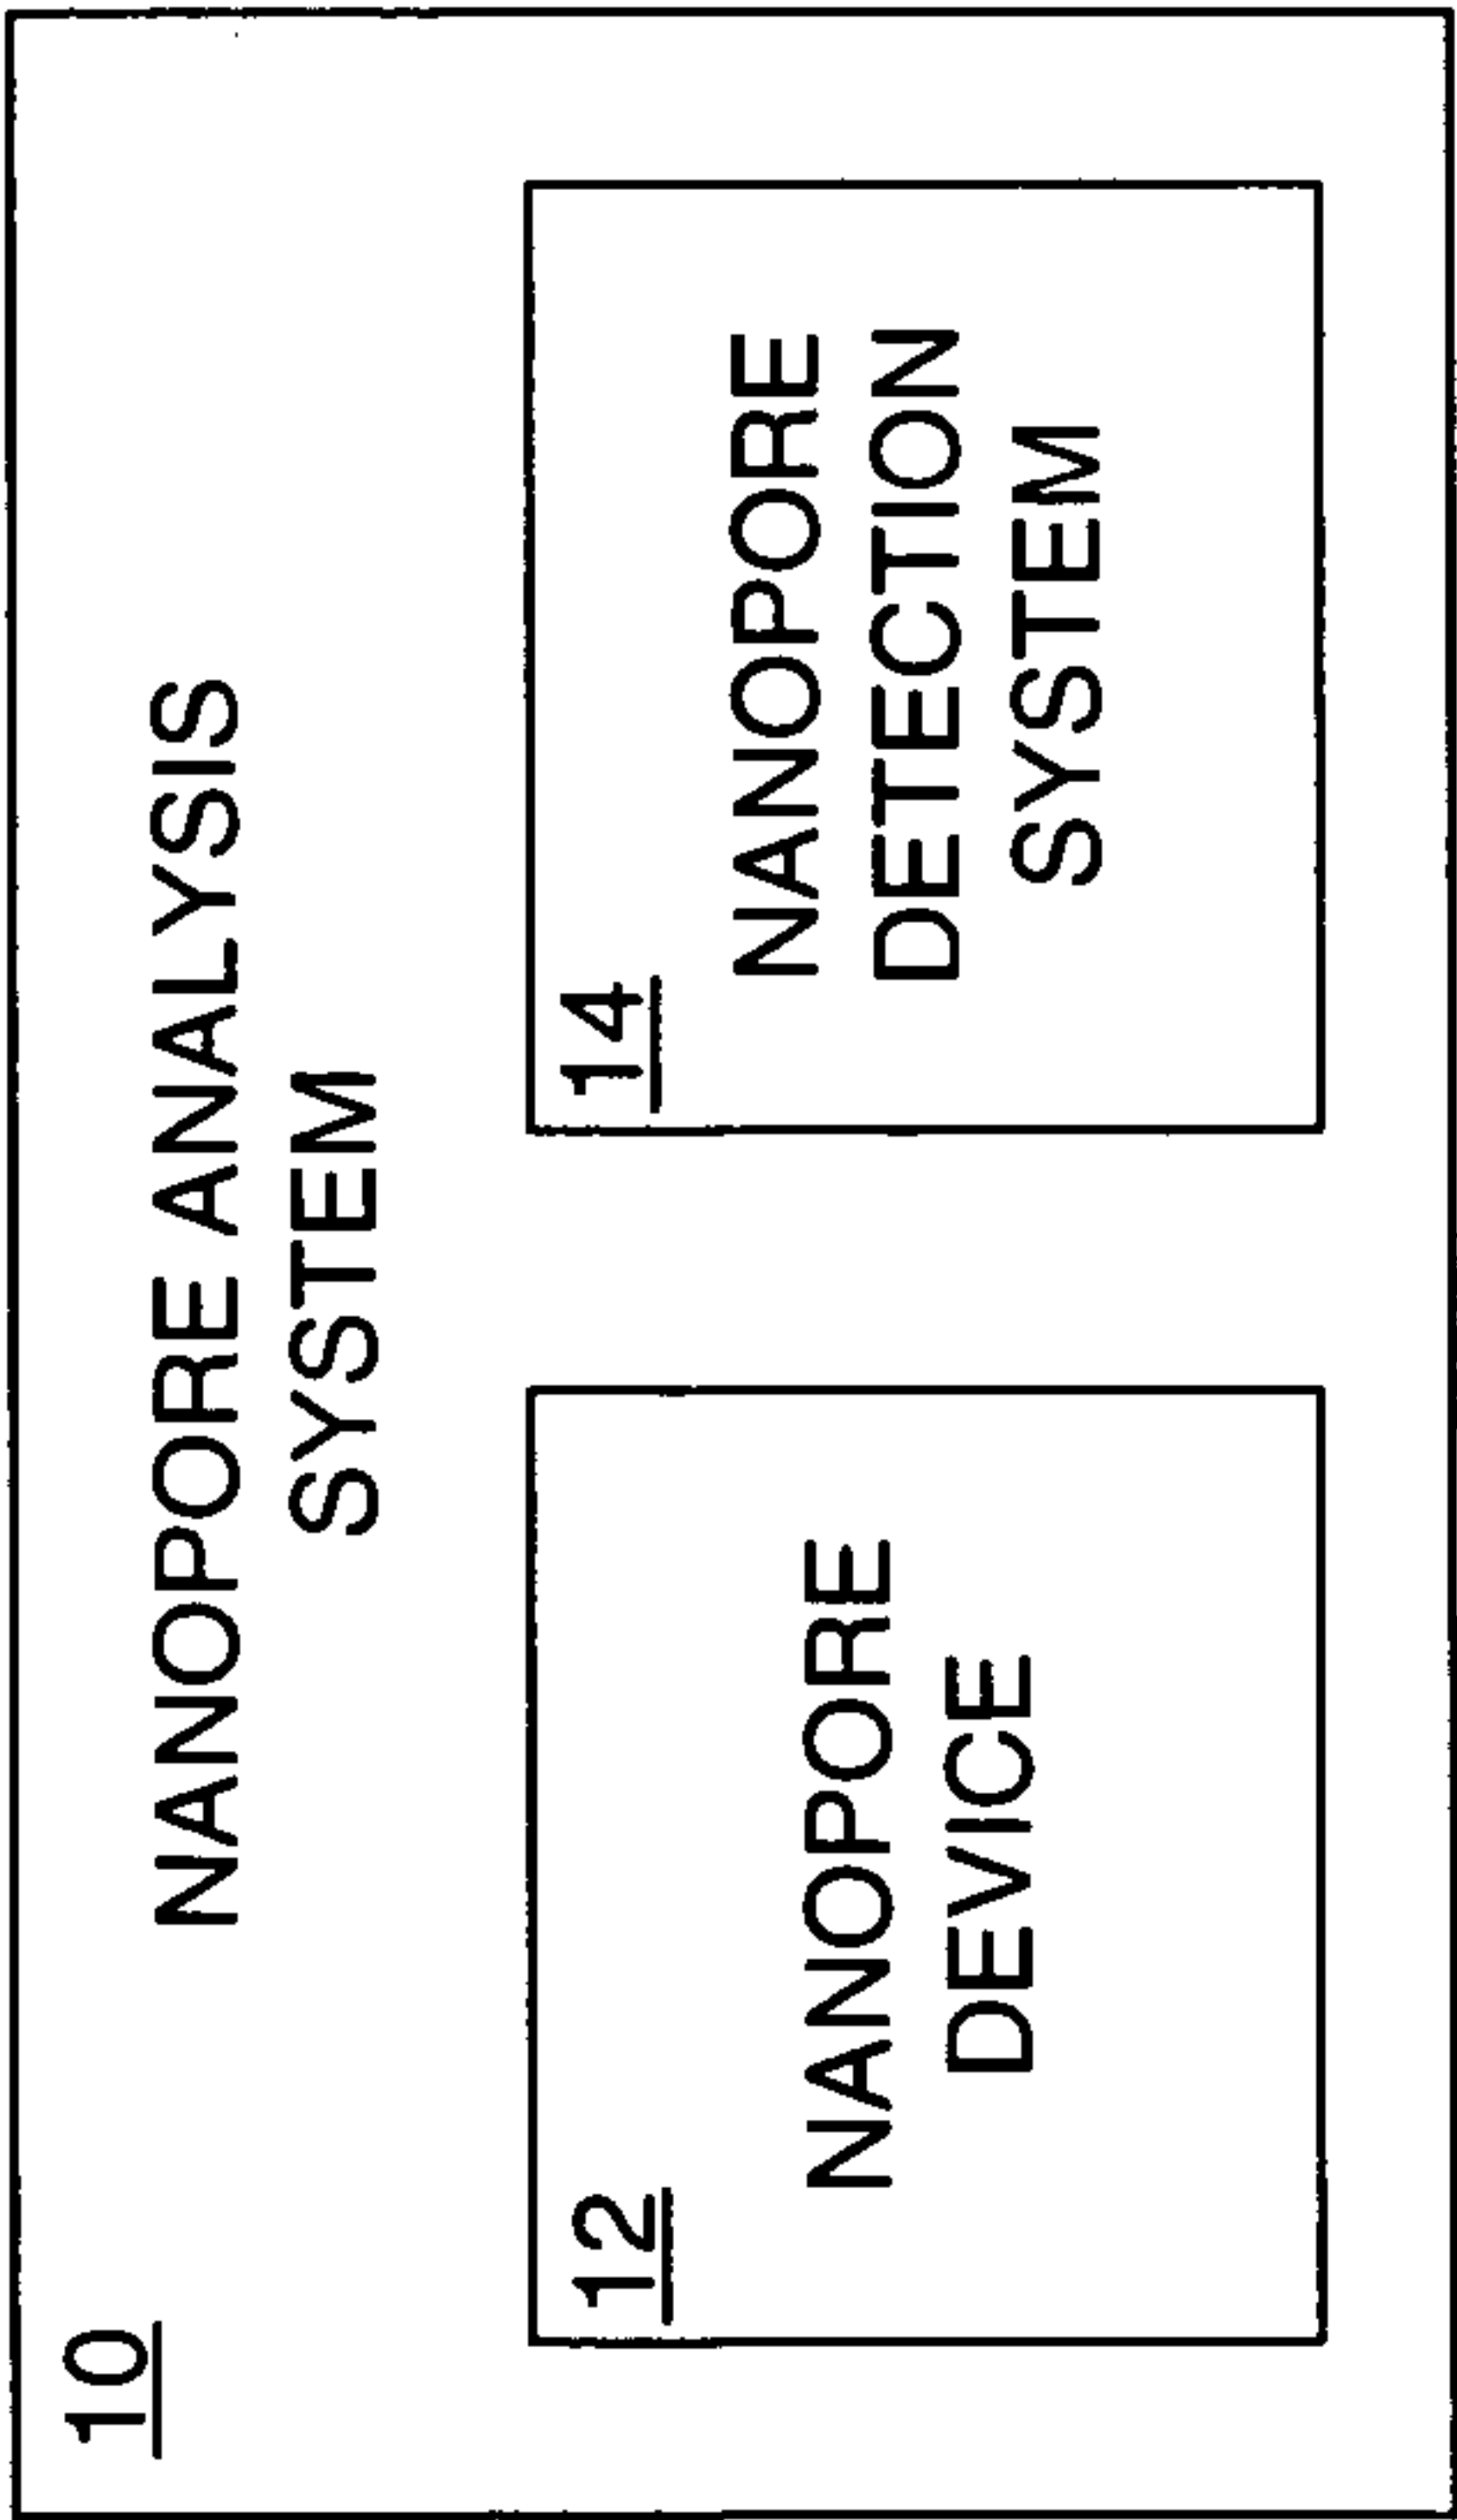 10
NANOPORE ANALYSIS
SYSTEM
12
NANOPORE
DEVICE
14
NANOPORE
DETECTION
SYSTEM